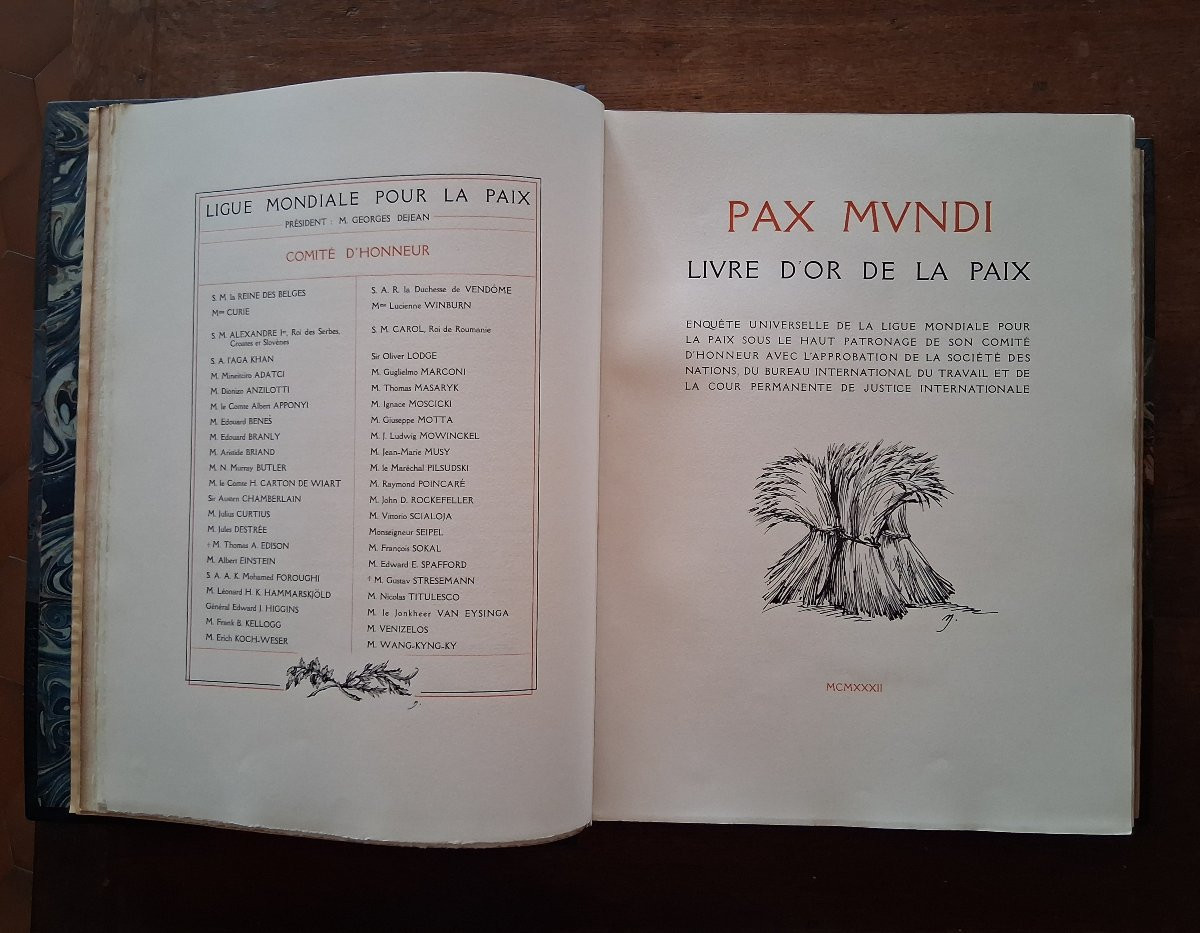 LIGUE MONDIALE POUR LA PAIX
PRÉSIDENT : M. GEORGES DEJEAN
COMITÉ D'HONNEUR
S. M. la REINE DES BELGES
Mme CURIE
S. M. ALEXANDRE Ier, Roi des Serbes,
Croates et Slovènes
S. A. l'AGA KHAN
M. Mineitciro ADATCI
M. Dionizo ANZILOTTI
M. le Comte Albert APPONYI
M. Edouard BENES
M. Edouard BRANLY
M. Aristide BRIAND
M. N. Murray BUTLER
M. le Comte H. CARTON DE WIART
Sir Austen CHAMBERLAIN
M. Julius CURTIUS
M. Jules DESTRÉE
† M. Thomas A. EDISON
M. Albert EINSTEIN
S. A. A. K. Mohamed FOROUGHI
M. Léonard H. K. HAMMARSKJÖLD
Général Edward J. HIGGINS
M. Frank B. KELLOGG
M. Erich KOCH-WESER
S. A. R. la Duchesse de VENDÔME
Mme Lucienne WINBURN
S. M. CAROL, Roi de Roumanie
Sir Oliver LODGE
M. Guglielmo MARCONI
M. Thomas MASARYK
M. Ignace MOSCICKI
M. Giuseppe MOTTA
M. J. Ludwig MOWINCKEL
M. Jean-Marie MUSY
M. le Maréchal PILSUDSKI
M. Raymond POINCARÉ
M. John D. ROCKEFELLER
M. Vittorio SCIALOJA
Monseigneur SEIPEL
M. François SOKAL
M. Edward E. SPAFFORD
† M. Gustav STRESEMANN
M. Nicolas TITULESCO
M. le Jonkheer VAN EYSINGA
M. VENIZELOS
M. WANG-KYNG-KY
PAX MVNDI
LIVRE D'OR DE LA PAIX
ENQUÊTE UNIVERSELLE DE LA LIGUE MONDIALE POUR
LA PAIX SOUS LE HAUT PATRONAGE DE SON COMITÉ
D'HONNEUR AVEC L'APPROBATION DE LA SOCIÉTÉ DES
NATIONS, DU BUREAU INTERNATIONAL DU TRAVAIL ET DE
LA COUR PERMANENTE DE JUSTICE INTERNATIONALE
MCMXXXII